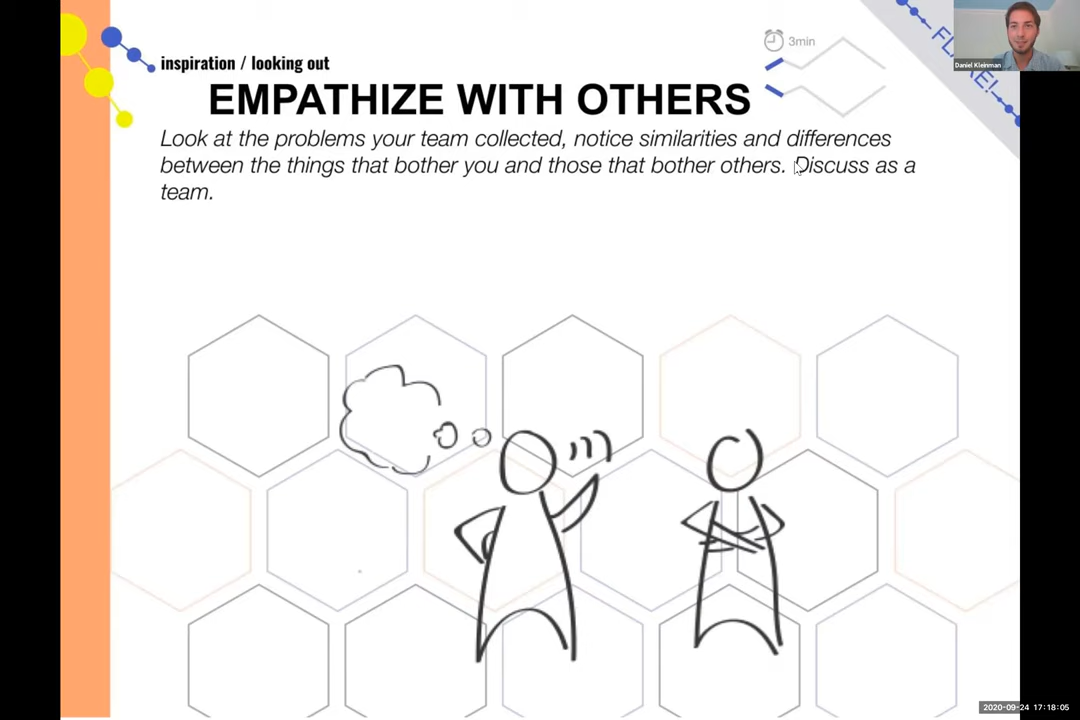 inspiration / looking out
3min
FLARE!
Daniel Kleinman
EMPATHIZE WITH OTHERS
Look at the problems your team collected, notice similarities and differences
between the things that bother you and those that bother others. Discuss as a
team.
2020-09-24 17:18:05